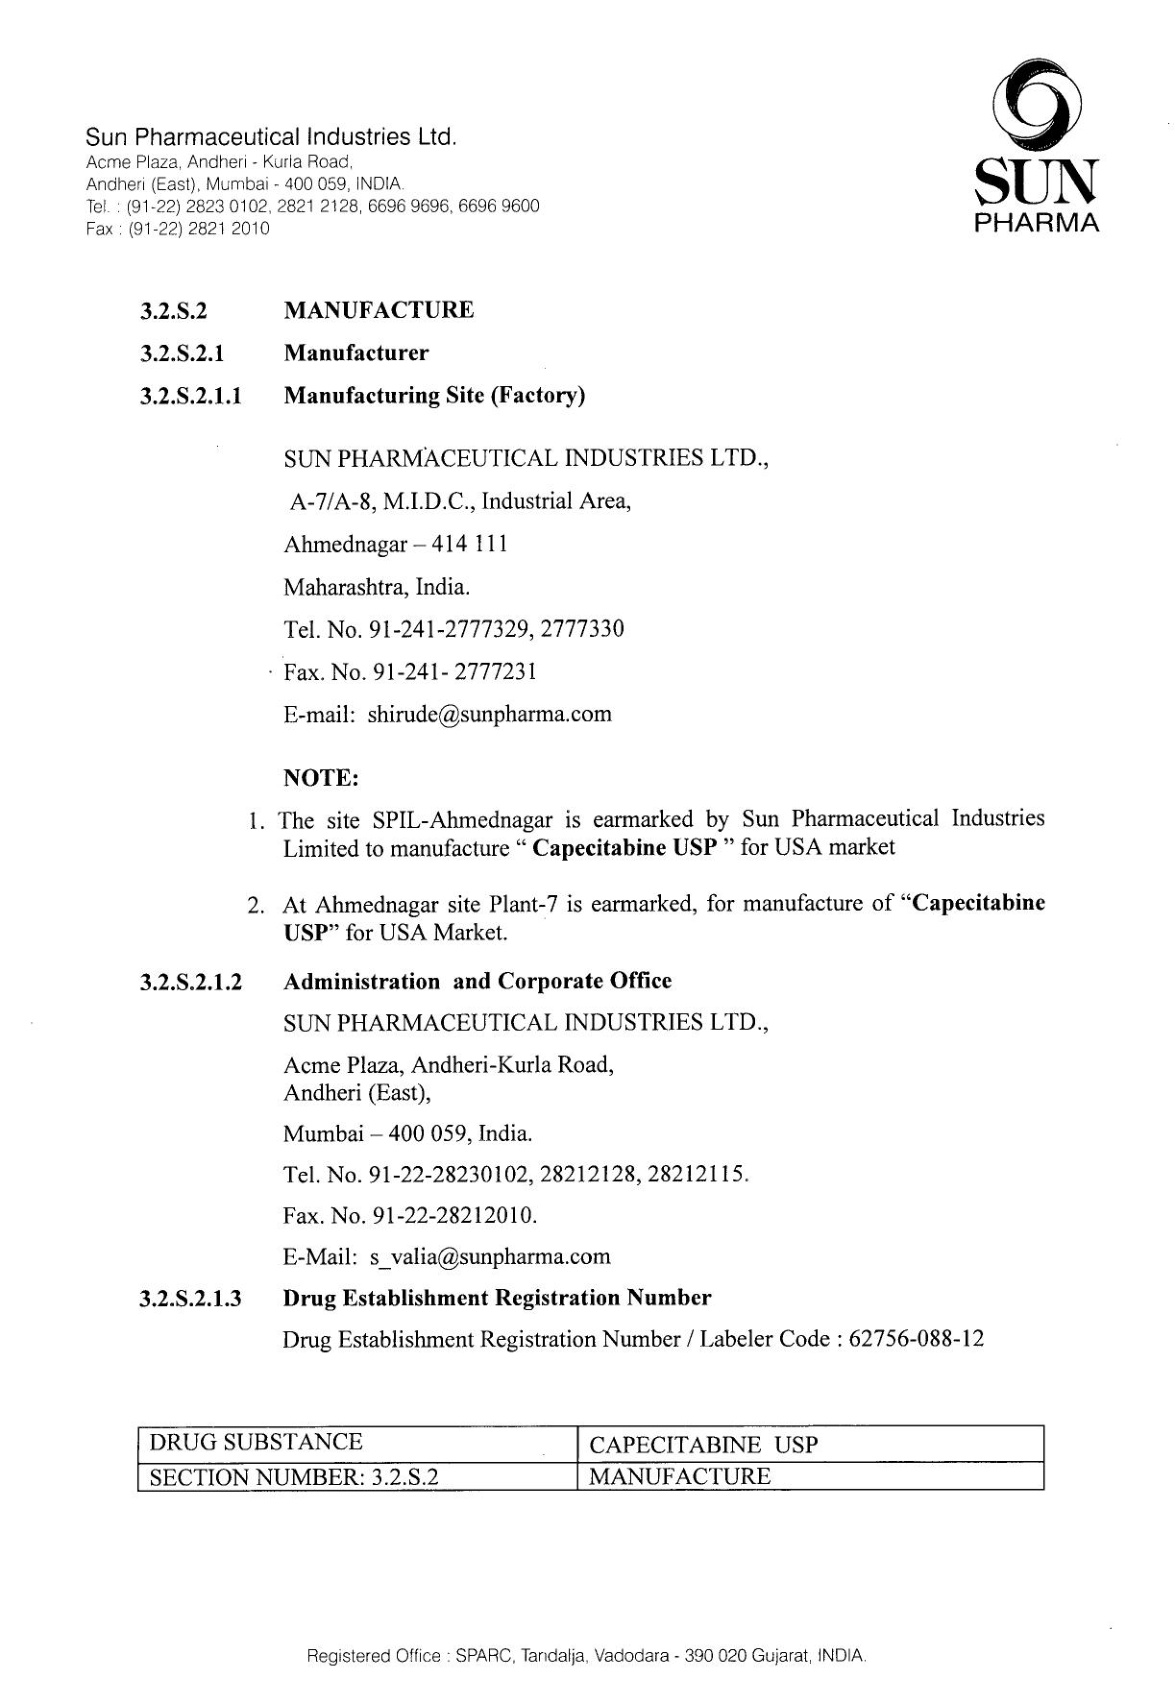 Sun Pharmaceutical Industries Ltd.
Acme Plaza, Andheri - Kurla Road,
Andheri (East), Mumbai - 400 059, INDIA.
Tel. : (91-22) 2823 0102, 2821 2128, 6696 9696, 6696 9600
Fax : (91-22) 2821 2010
SUN
PHARMA
3.2.S.2 MANUFACTURE
3.2.S.2.1 Manufacturer
3.2.S.2.1.1 Manufacturing Site (Factory)
SUN PHARMACEUTICAL INDUSTRIES LTD.,
A-7/A-8, M.I.D.C., Industrial Area,
Ahmednagar – 414 111
Maharashtra, India.
Tel. No. 91-241-2777329, 2777330
Fax. No. 91-241- 2777231
E-mail: shirude@sunpharma.com
NOTE:
1. The site SPIL-Ahmednagar is earmarked by Sun Pharmaceutical Industries
Limited to manufacture “ Capecitabine USP ” for USA market
2. At Ahmednagar site Plant-7 is earmarked, for manufacture of “Capecitabine
USP” for USA Market.
3.2.S.2.1.2 Administration and Corporate Office
SUN PHARMACEUTICAL INDUSTRIES LTD.,
Acme Plaza, Andheri-Kurla Road,
Andheri (East),
Mumbai – 400 059, India.
Tel. No. 91-22-28230102, 28212128, 28212115.
Fax. No. 91-22-28212010.
E-Mail: s_valia@sunpharma.com
3.2.S.2.1.3 Drug Establishment Registration Number
Drug Establishment Registration Number / Labeler Code : 62756-088-12
DRUG SUBSTANCE CAPECITABINE USP
SECTION NUMBER: 3.2.S.2 MANUFACTURE
Registered Office : SPARC, Tandalja, Vadodara - 390 020 Gujarat, INDIA.